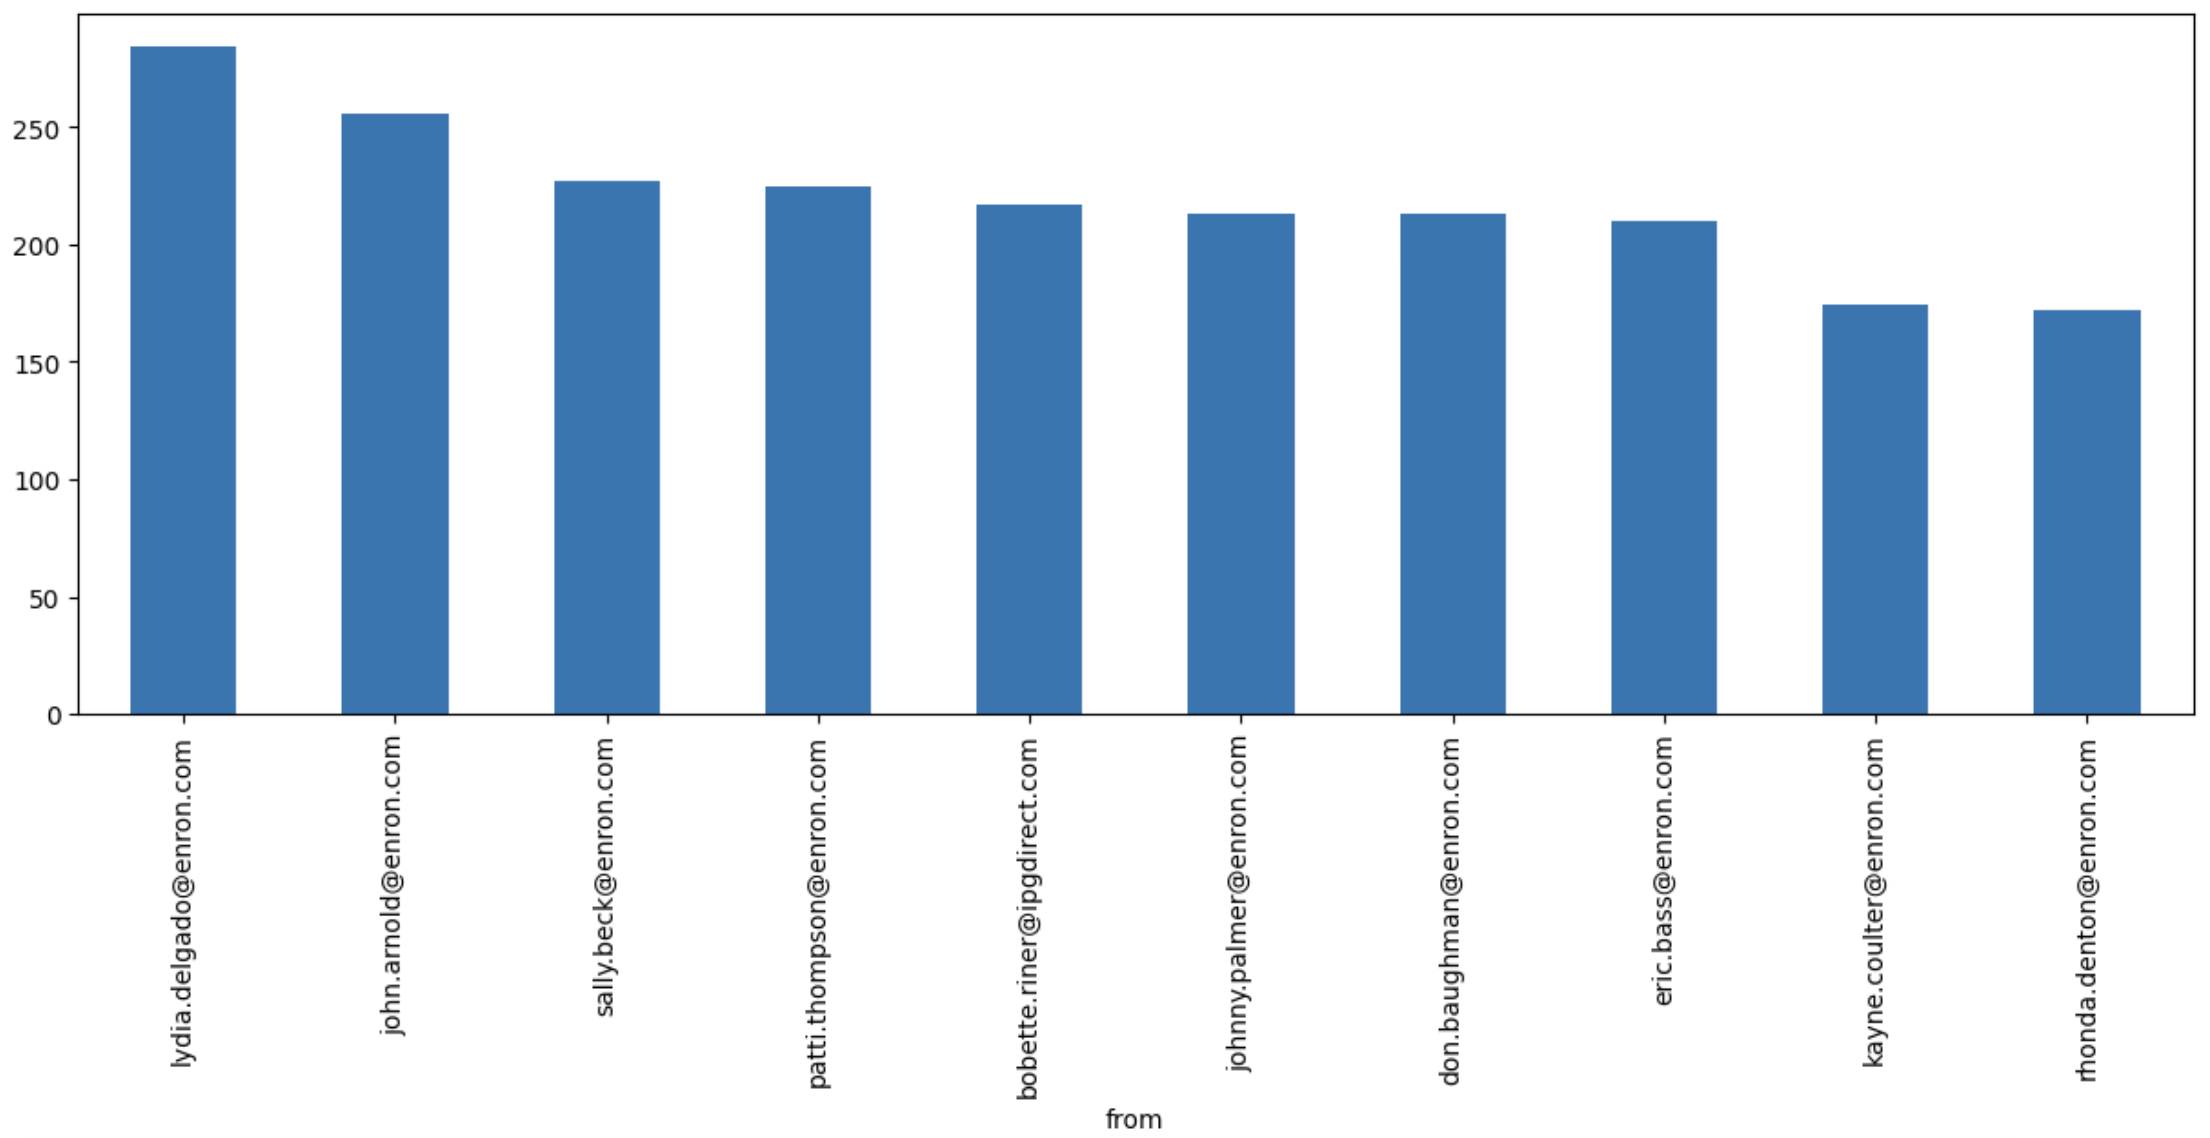 250
200
150
100
50
0
lydia.delgado@enron.com
john.arnold@enron.com
sally.beck@enron.com
patti.thompson@enron.com
bobette.riner@ipgdirect.com
johnny.palmer@enron.com
don.baughman@enron.com
eric.bass@enron.com
kayne.coulter@enron.com
rhonda.denton@enron.com
from